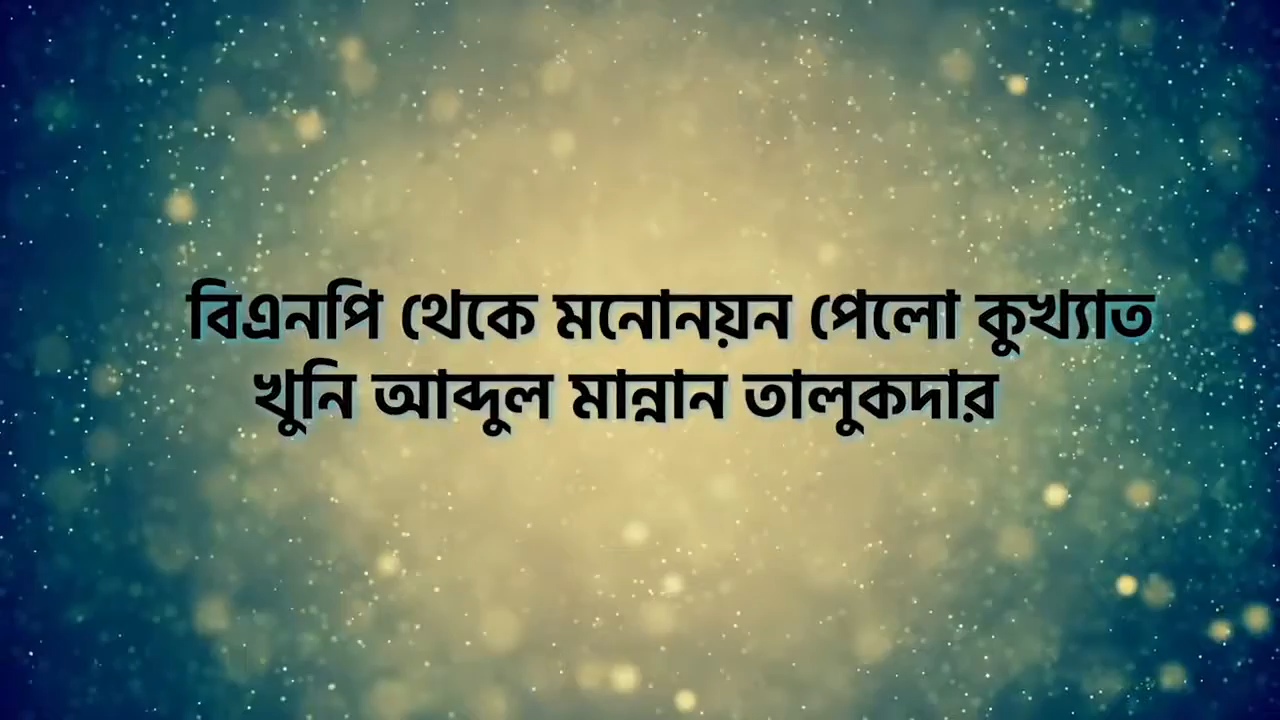 বিএনপি থেকে মনোনয়ন পেলো কুখ্যাত
খুনি আব্দুল মান্নান তালুকদার